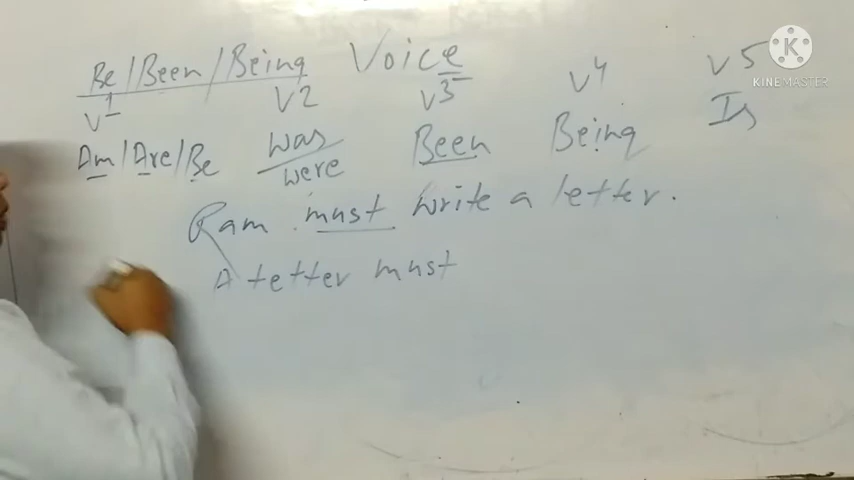 Be/Been/Being Voice
V1 V2 V3 V4 V5
Am/Are/Be was/were Been Being Is
Ram must write a letter.
A letter must
K
KINEMASTER